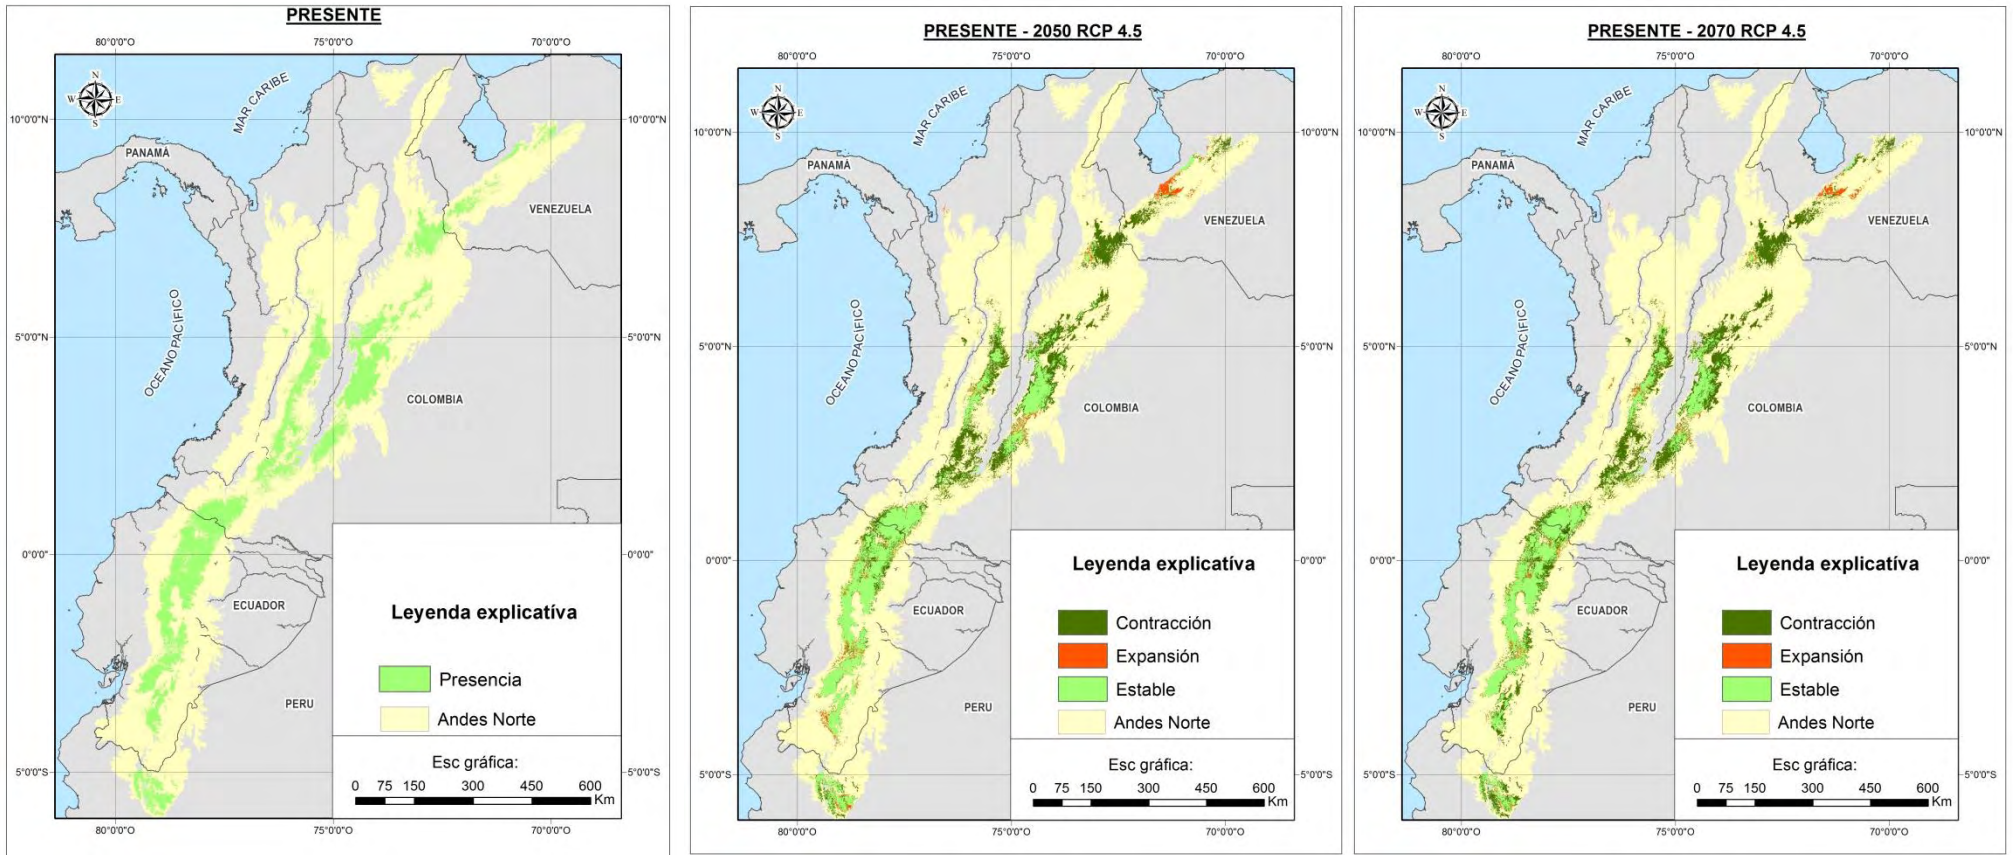 PRESENTE
80°0'0"O
75°0'0"O
70°0'0"O
N
W
E
S
MAR CARIBE
10°0'0"N
10°0'0"N
PANAMÁ
VENEZUELA
OCEANO PACÍFICO
5°0'0"N
5°0'0"N
COLOMBIA
0°0'0"
0°0'0"
ECUADOR
PERU
5°0'0"S
5°0'0"S
Leyenda explicatíva
Presencia
Andes Norte
Esc gráfica:
0 75 150 300 450 600
Km
80°0'0"O
75°0'0"O
70°0'0"O
PRESENTE - 2050 RCP 4.5
80°0'0"O
75°0'0"O
70°0'0"O
N
W
E
S
MAR CARIBE
10°0'0"N
10°0'0"N
PANAMÁ
VENEZUELA
OCEANO PACÍFICO
5°0'0"N
5°0'0"N
COLOMBIA
0°0'0"
0°0'0"
ECUADOR
PERU
5°0'0"S
5°0'0"S
Leyenda explicatíva
Contracción
Expansión
Estable
Andes Norte
Esc gráfica:
0 75 150 300 450 600
Km
80°0'0"O
75°0'0"O
70°0'0"O
PRESENTE - 2070 RCP 4.5
80°0'0"O
75°0'0"O
70°0'0"O
N
W
E
S
MAR CARIBE
10°0'0"N
10°0'0"N
PANAMÁ
VENEZUELA
OCEANO PACÍFICO
5°0'0"N
5°0'0"N
COLOMBIA
0°0'0"
0°0'0"
ECUADOR
PERU
5°0'0"S
5°0'0"S
Leyenda explicatíva
Contracción
Expansión
Estable
Andes Norte
Esc gráfica:
0 75 150 300 450 600
Km
80°0'0"O
75°0'0"O
70°0'0"O